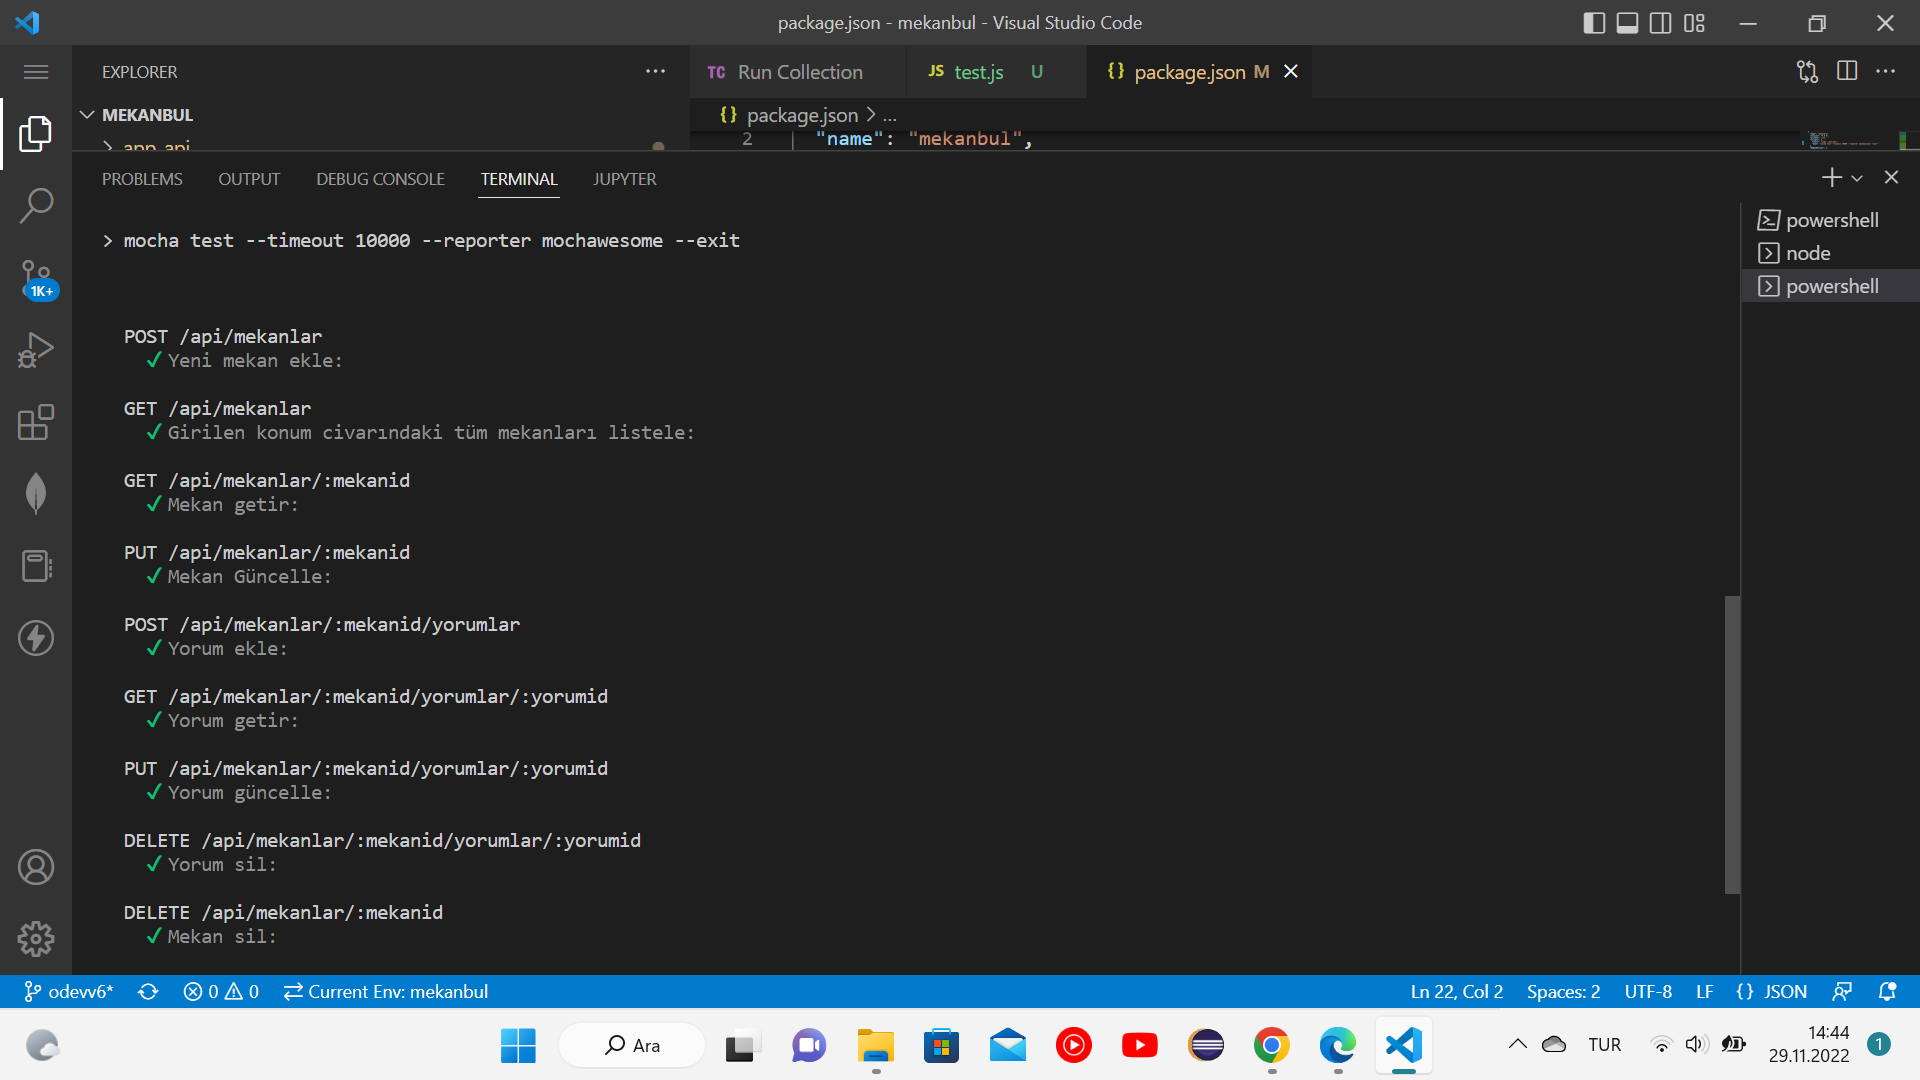 package.json - mekanbul - Visual Studio Code
EXPLORER
TC Run Collection
JS test.js U
{} package.json M
MEKANBUL
{} package.json > ...
app_api
2 "name": "mekanbul",
PROBLEMS OUTPUT DEBUG CONSOLE TERMINAL JUPYTER
> mocha test --timeout 10000 --reporter mochawesome --exit
powershell
node
powershell
1K+
POST /api/mekanlar
✓ Yeni mekan ekle:
GET /api/mekanlar
✓ Girilen konum civarındaki tüm mekanları listele:
GET /api/mekanlar/:mekanid
✓ Mekan getir:
PUT /api/mekanlar/:mekanid
✓ Mekan Güncelle:
POST /api/mekanlar/:mekanid/yorumlar
✓ Yorum ekle:
GET /api/mekanlar/:mekanid/yorumlar/:yorumid
✓ Yorum getir:
PUT /api/mekanlar/:mekanid/yorumlar/:yorumid
✓ Yorum güncelle:
DELETE /api/mekanlar/:mekanid/yorumlar/:yorumid
✓ Yorum sil:
DELETE /api/mekanlar/:mekanid
✓ Mekan sil:
odevv6* 0 0 Current Env: mekanbul Ln 22, Col 2 Spaces: 2 UTF-8 LF {} JSON
Ara
TUR
14:44
29.11.2022
1